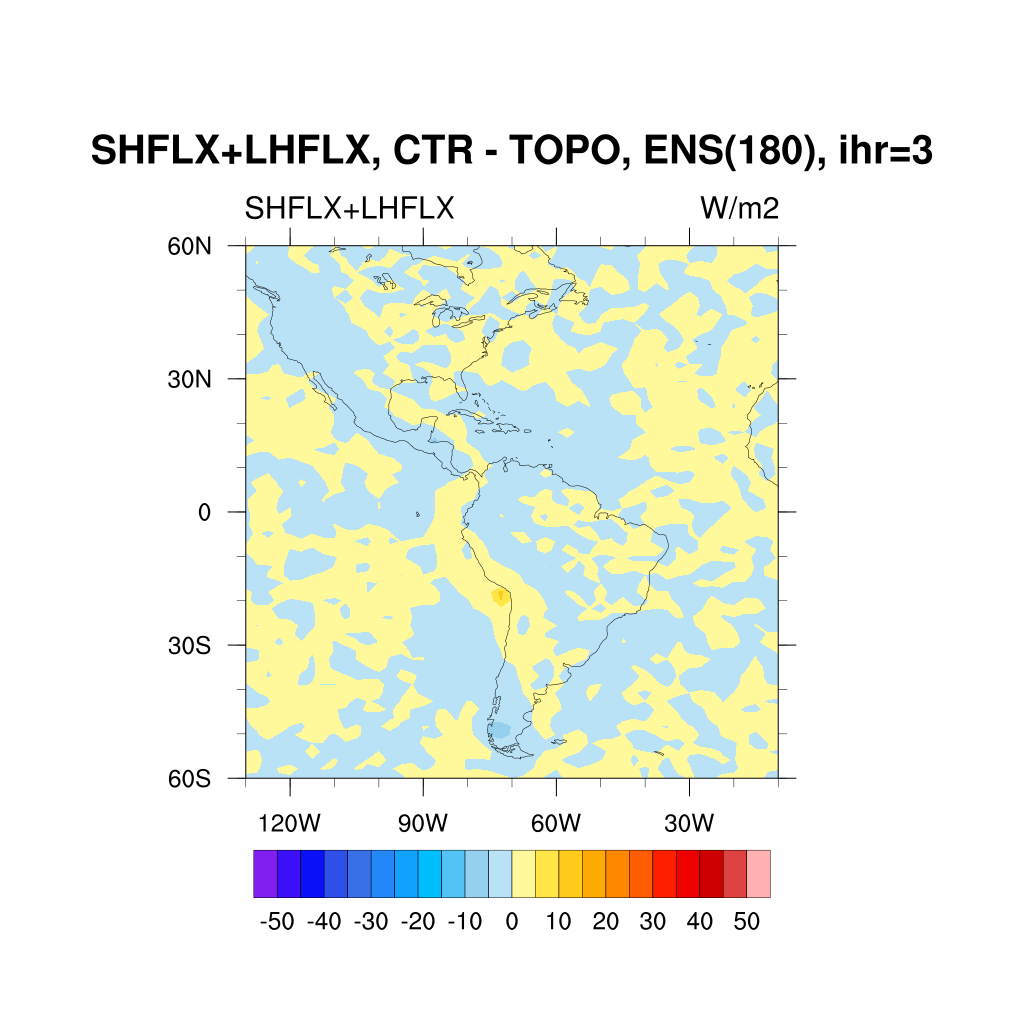 SHFLX+LHFLX, CTR - TOPO, ENS(180), ihr=3
SHFLX+LHFLX W/m2
60N
30N
0
30S
60S
120W 90W 60W 30W
-50 -40 -30 -20 -10 0 10 20 30 40 50